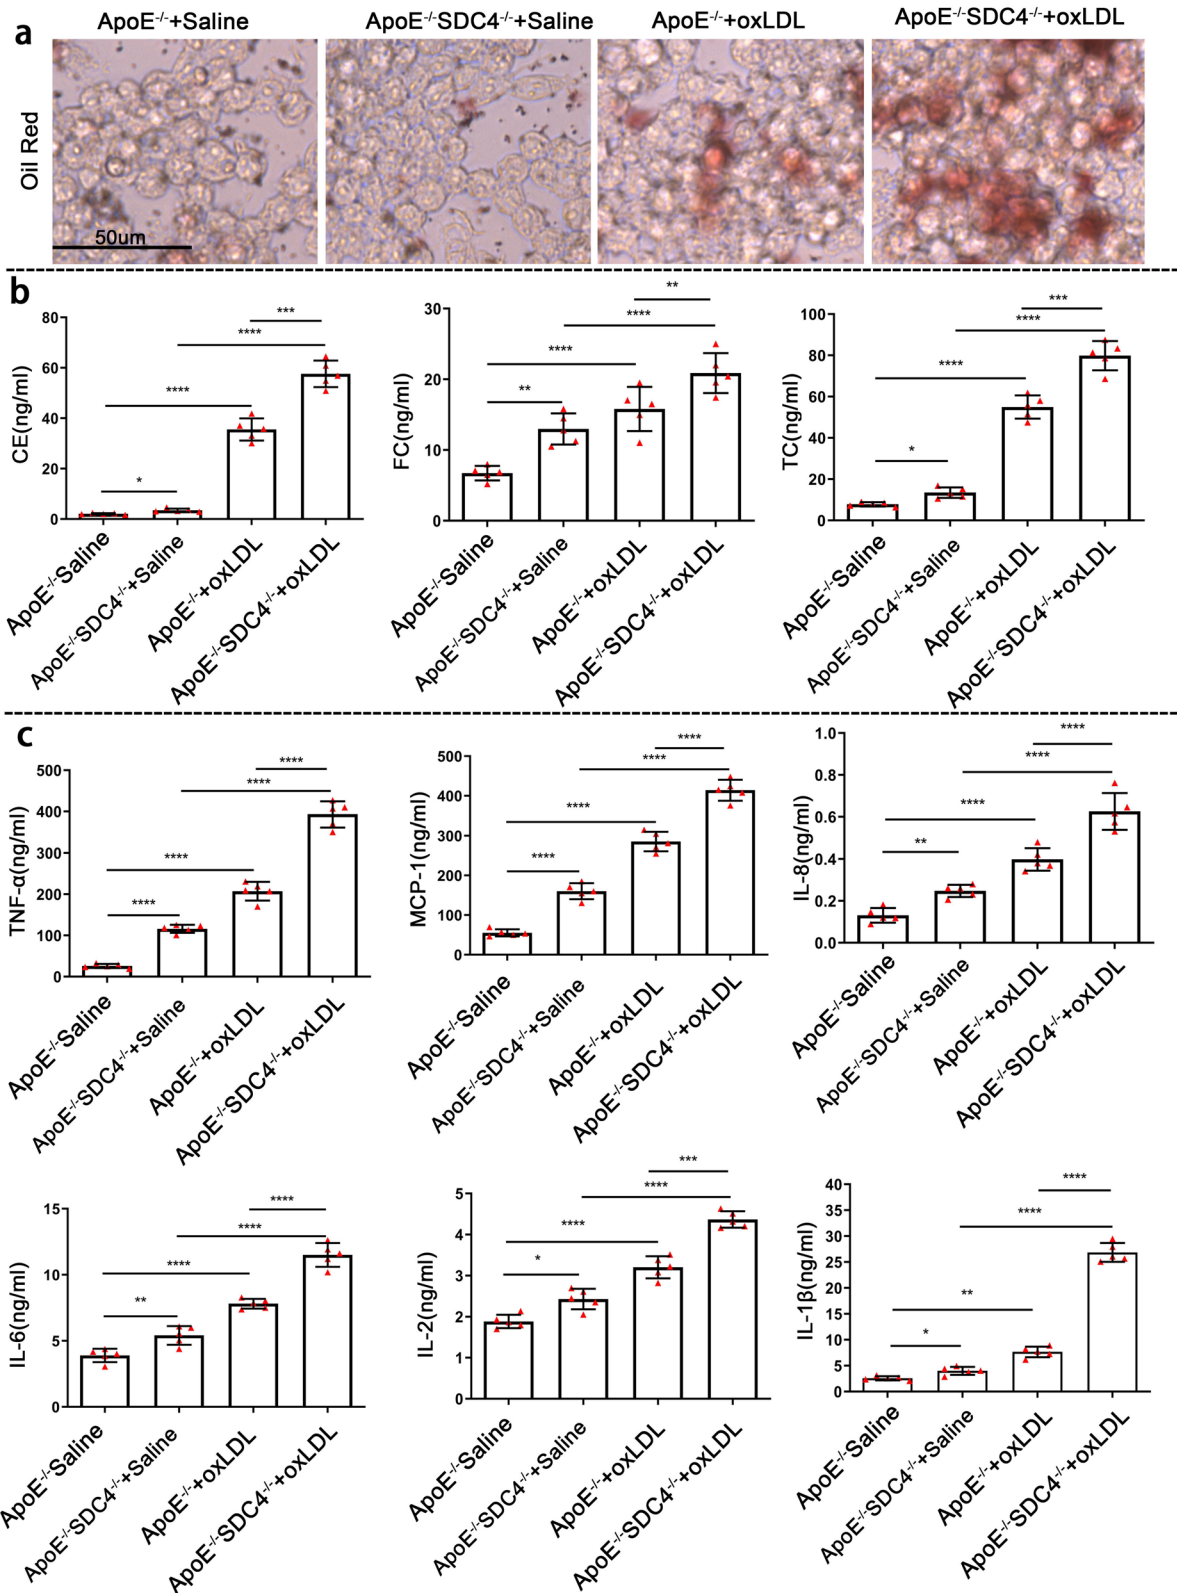 a
ApoE⁻/⁻+Saline
ApoE⁻/⁻SDC4⁻/⁻+Saline
ApoE⁻/⁻+oxLDL
ApoE⁻/⁻SDC4⁻/⁻+oxLDL
Oil Red
50um
b
CE(ng/ml)
80
60
40
20
0
*
****
****
***
ApoE⁻/⁻Saline
ApoE⁻/⁻SDC4⁻/⁻+Saline
ApoE⁻/⁻+oxLDL
ApoE⁻/⁻SDC4⁻/⁻+oxLDL
FC(ng/ml)
30
20
10
0
**
****
****
**
ApoE⁻/⁻Saline
ApoE⁻/⁻SDC4⁻/⁻+Saline
ApoE⁻/⁻+oxLDL
ApoE⁻/⁻SDC4⁻/⁻+oxLDL
TC(ng/ml)
100
80
60
40
20
0
*
****
****
***
ApoE⁻/⁻Saline
ApoE⁻/⁻SDC4⁻/⁻+Saline
ApoE⁻/⁻+oxLDL
ApoE⁻/⁻SDC4⁻/⁻+oxLDL
c
TNF-α(ng/ml)
500
400
300
200
100
0
****
****
****
****
ApoE⁻/⁻Saline
ApoE⁻/⁻SDC4⁻/⁻+Saline
ApoE⁻/⁻+oxLDL
ApoE⁻/⁻SDC4⁻/⁻+oxLDL
MCP-1(ng/ml)
500
400
300
200
100
0
****
****
****
****
ApoE⁻/⁻Saline
ApoE⁻/⁻SDC4⁻/⁻+Saline
ApoE⁻/⁻+oxLDL
ApoE⁻/⁻SDC4⁻/⁻+oxLDL
IL-8(ng/ml)
1.0
0.8
0.6
0.4
0.2
0.0
**
****
****
****
ApoE⁻/⁻Saline
ApoE⁻/⁻SDC4⁻/⁻+Saline
ApoE⁻/⁻+oxLDL
ApoE⁻/⁻SDC4⁻/⁻+oxLDL
IL-6(ng/ml)
15
10
5
0
**
****
****
****
ApoE⁻/⁻Saline
ApoE⁻/⁻SDC4⁻/⁻+Saline
ApoE⁻/⁻+oxLDL
ApoE⁻/⁻SDC4⁻/⁻+oxLDL
IL-2(ng/ml)
5
4
3
2
1
0
*
****
****
***
ApoE⁻/⁻Saline
ApoE⁻/⁻SDC4⁻/⁻+Saline
ApoE⁻/⁻+oxLDL
ApoE⁻/⁻SDC4⁻/⁻+oxLDL
IL-1β(ng/ml)
40
35
30
25
20
15
10
5
0
*
**
****
****
ApoE⁻/⁻Saline
ApoE⁻/⁻SDC4⁻/⁻+Saline
ApoE⁻/⁻+oxLDL
ApoE⁻/⁻SDC4⁻/⁻+oxLDL